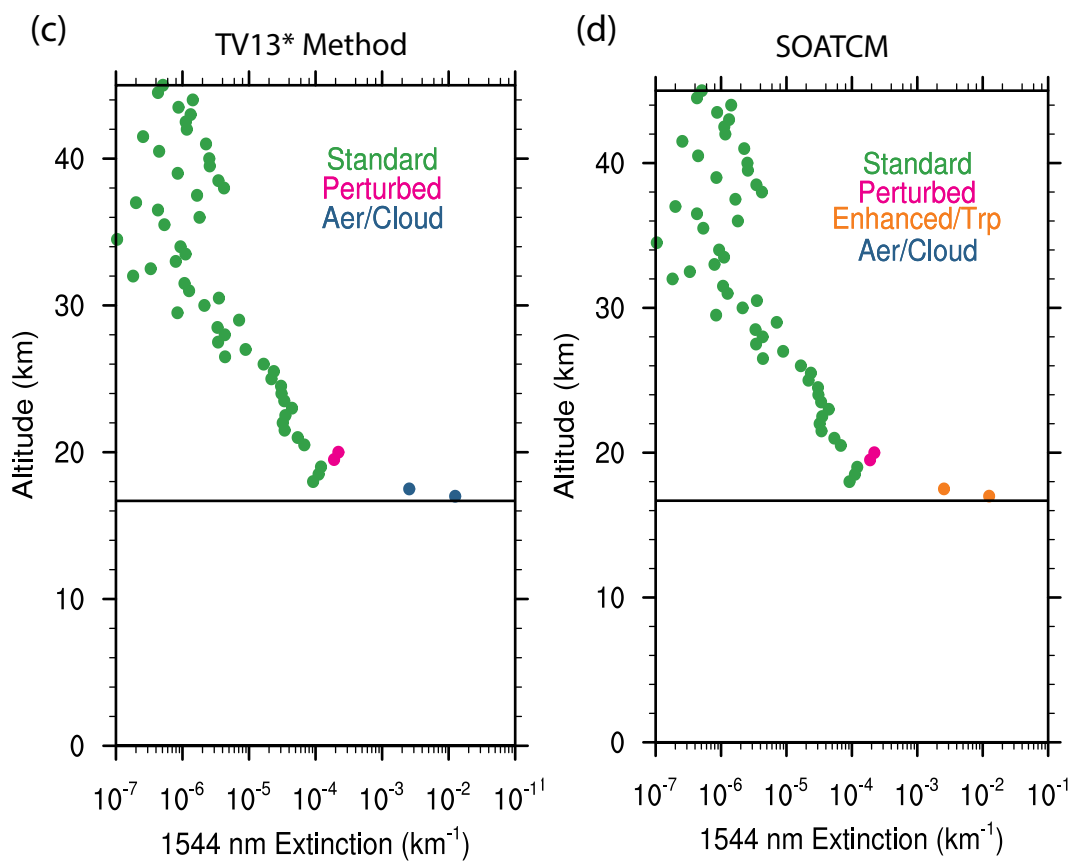 (c)
TV13* Method
Standard
Perturbed
Aer/Cloud
Altitude (km)
40
30
20
10
0
10-7
10-6
10-5
10-4
10-3
10-2
10-11
1544 nm Extinction (km-1)
(d)
SOATCM
Standard
Perturbed
Enhanced/Trp
Aer/Cloud
Altitude (km)
40
30
20
10
0
10-7
10-6
10-5
10-4
10-3
10-2
10-1
1544 nm Extinction (km-1)